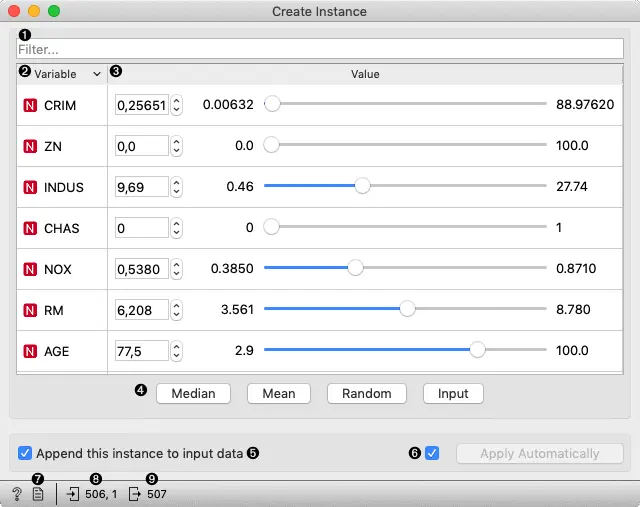 Create Instance
❶
Filter...
❷ Variable ❸ Value
N CRIM 0,25651 0.00632 88.97620
N ZN 0,0 0.0 100.0
N INDUS 9,69 0.46 27.74
N CHAS 0 0 1
N NOX 0,5380 0.3850 0.8710
N RM 6,208 3.561 8.780
N AGE 77,5 2.9 100.0
❹ Median Mean Random Input
Append this instance to input data ❺ ❻ Apply Automatically
❼ ❽ ❾
? 506, 1 507